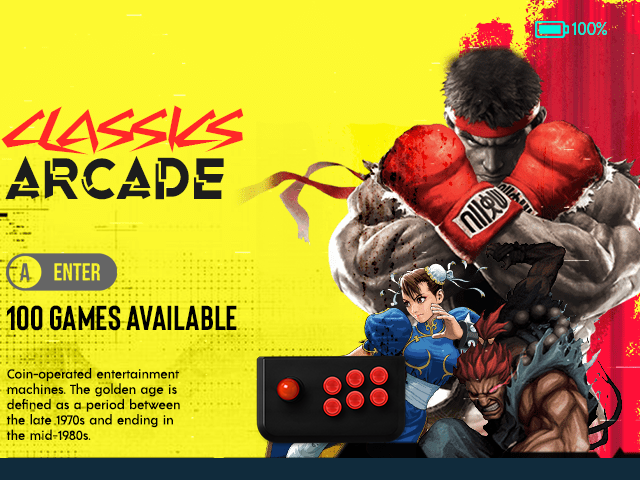 100%
CLASSICS
ARCADE
A ENTER
100 GAMES AVAILABLE
Coin-operated entertainment
machines. The golden age is
defined as a period between
the late 1970s and ending in
the mid-1980s.